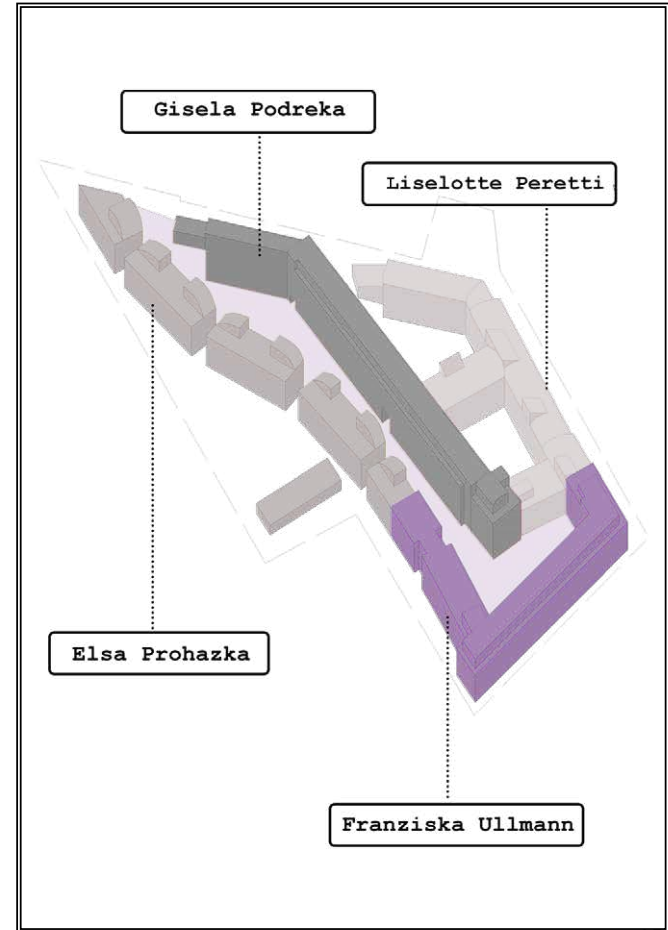 Gisela Podreka
Liselotte Peretti
Elsa Prohazka
Franziska Ullmann